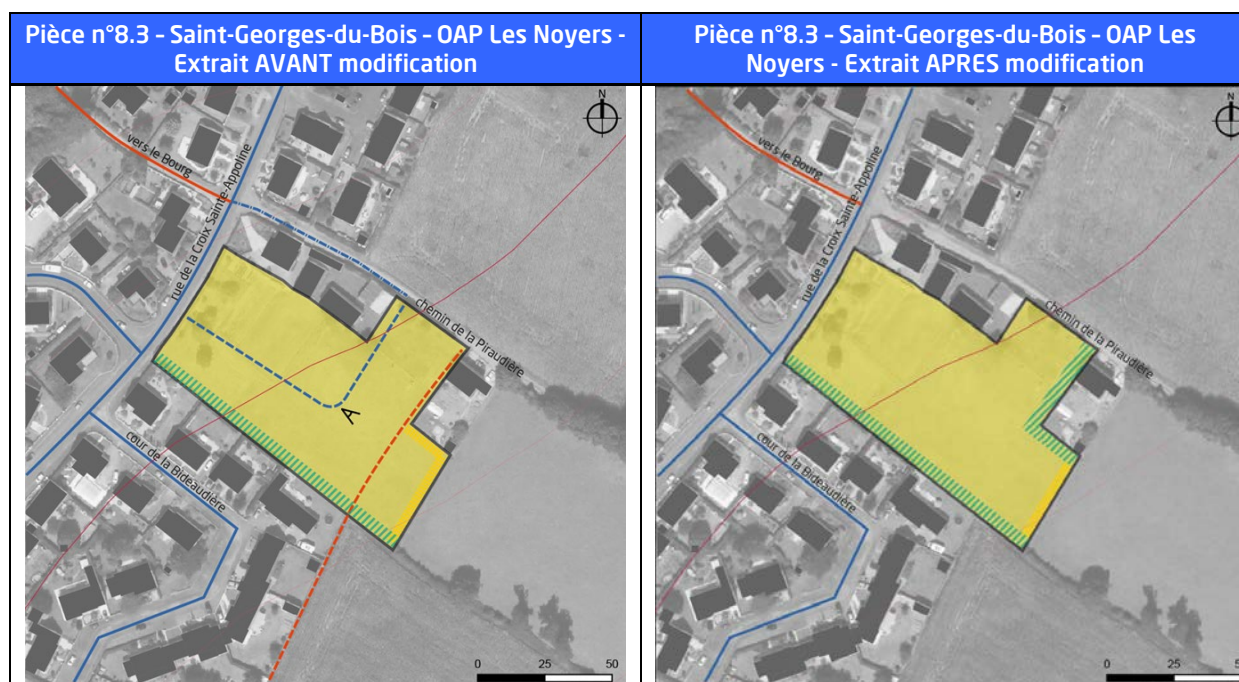 Pièce n°8.3 – Saint-Georges-du-Bois – OAP Les Noyers -
Extrait AVANT modification
Pièce n°8.3 – Saint-Georges-du-Bois – OAP Les
Noyers - Extrait APRES modification
N
vers le Bourg
rue de la Croix Sainte-Appoline
chemin de la Piraudière
A
cour de la Bideaudière
0 25 50
N
vers le Bourg
rue de la Croix Sainte-Appoline
chemin de la Piraudière
cour de la Bideaudière
0 25 50